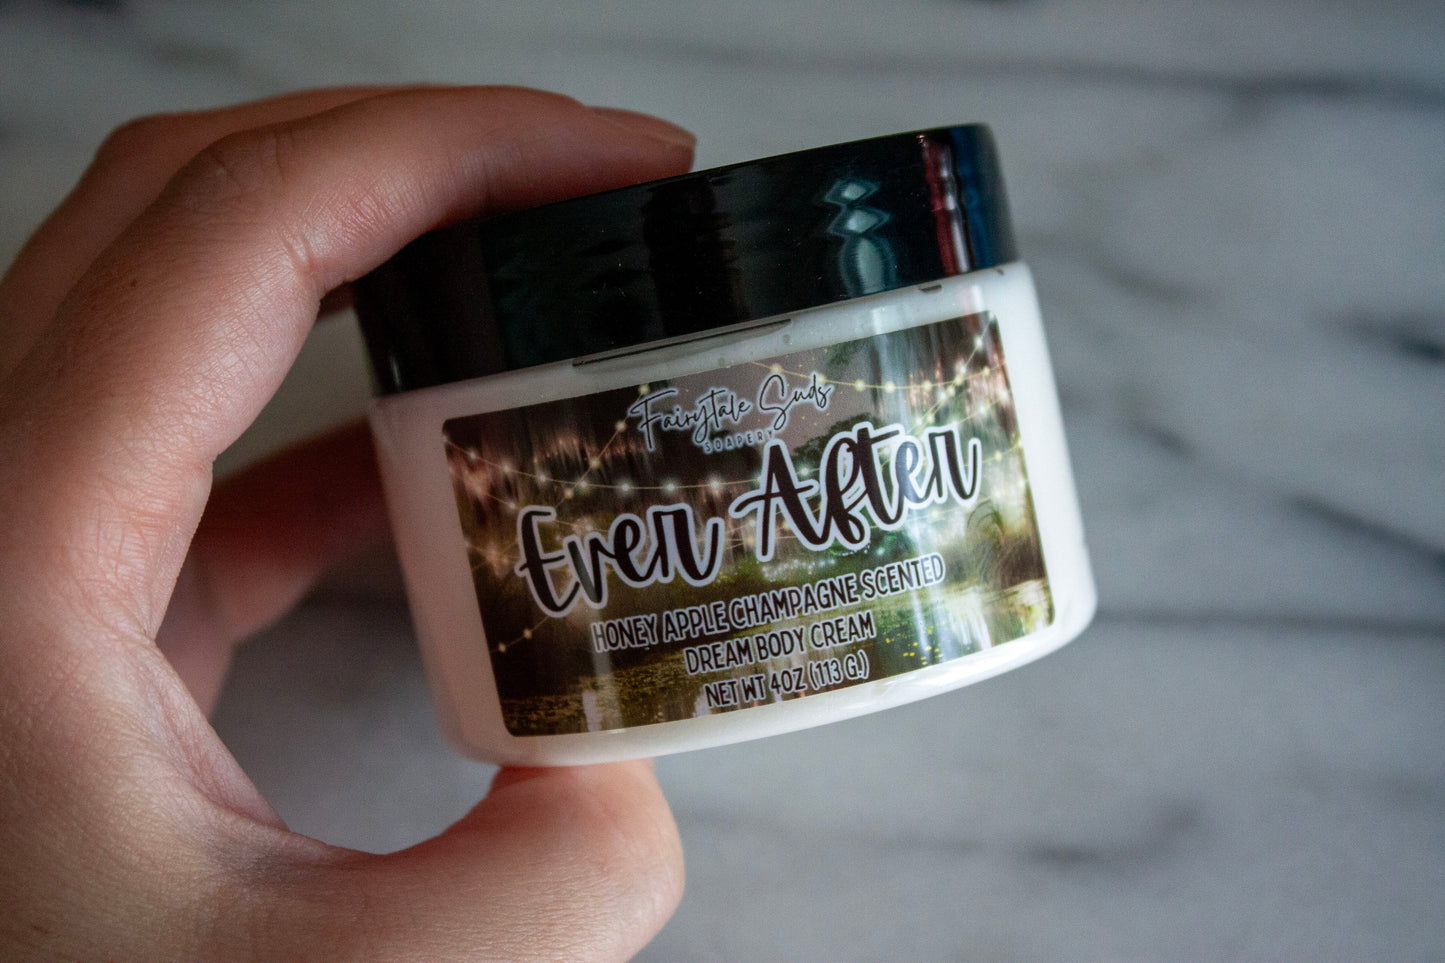 Fairytale Suds
SOAPERY
Ever After
HONEY APPLE CHAMPAGNE SCENTED
DREAM BODY CREAM
NET WT 4OZ (113 G.)